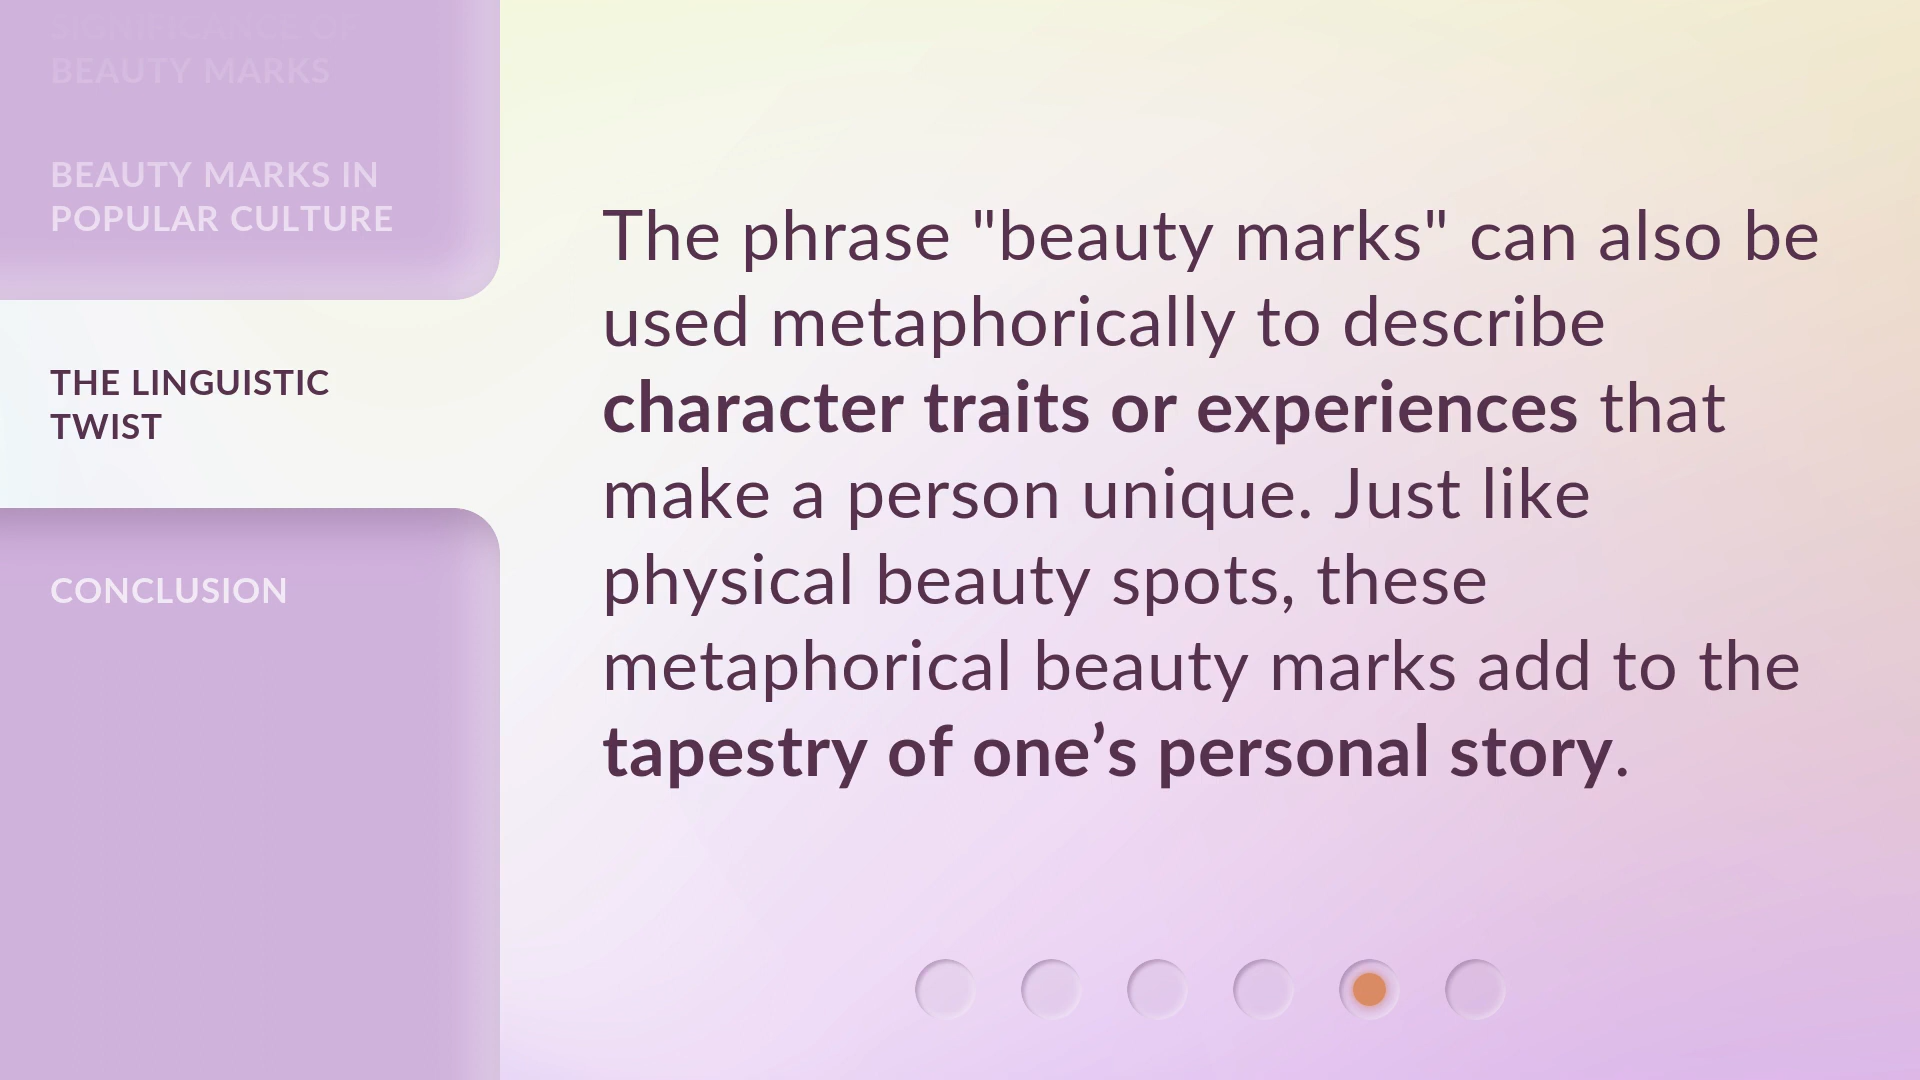 SIGNIFICANCE OF
BEAUTY MARKS
BEAUTY MARKS IN
POPULAR CULTURE
THE LINGUISTIC
TWIST
CONCLUSION
The phrase "beauty marks" can also be
used metaphorically to describe
character traits or experiences that
make a person unique. Just like
physical beauty spots, these
metaphorical beauty marks add to the
tapestry of one’s personal story.